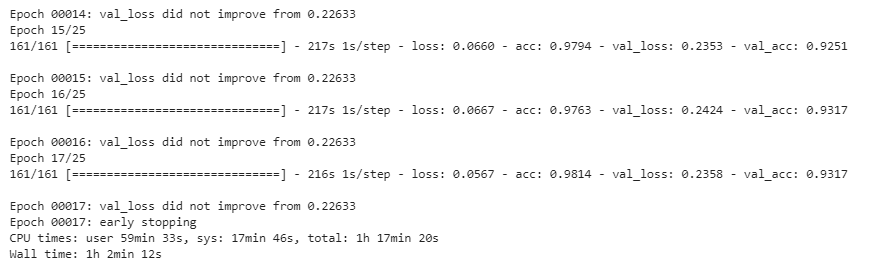 Epoch 00014: val_loss did not improve from 0.22633
Epoch 15/25
161/161 [==============================] - 217s 1s/step - loss: 0.0660 - acc: 0.9794 - val_loss: 0.2353 - val_acc: 0.9251
Epoch 00015: val_loss did not improve from 0.22633
Epoch 16/25
161/161 [==============================] - 217s 1s/step - loss: 0.0667 - acc: 0.9763 - val_loss: 0.2424 - val_acc: 0.9317
Epoch 00016: val_loss did not improve from 0.22633
Epoch 17/25
161/161 [==============================] - 216s 1s/step - loss: 0.0567 - acc: 0.9814 - val_loss: 0.2358 - val_acc: 0.9317
Epoch 00017: val_loss did not improve from 0.22633
Epoch 00017: early stopping
CPU times: user 59min 33s, sys: 17min 46s, total: 1h 17min 20s
Wall time: 1h 2min 12s